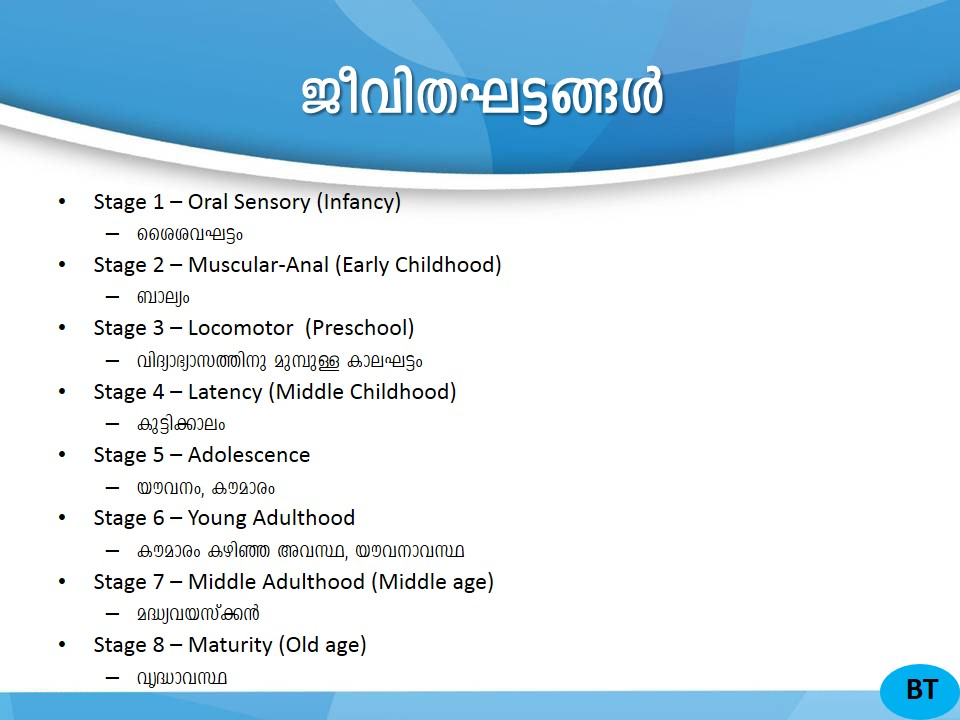 ജീവിതഘട്ടങ്ങൾ
• Stage 1 – Oral Sensory (Infancy)
– ശൈശവഘട്ടം
• Stage 2 – Muscular-Anal (Early Childhood)
– ബാല്യം
• Stage 3 – Locomotor (Preschool)
– വിദ്യാഭ്യാസത്തിനു മുമ്പുള്ള കാലഘട്ടം
• Stage 4 – Latency (Middle Childhood)
– കുട്ടിക്കാലം
• Stage 5 – Adolescence
– യൗവനം, കൗമാരം
• Stage 6 – Young Adulthood
– കൗമാരം കഴിഞ്ഞ അവസ്ഥ, യൗവനാവസ്ഥ
• Stage 7 – Middle Adulthood (Middle age)
– മദ്ധ്യവയസ്ക്കൻ
• Stage 8 – Maturity (Old age)
– വൃദ്ധാവസ്ഥ
BT